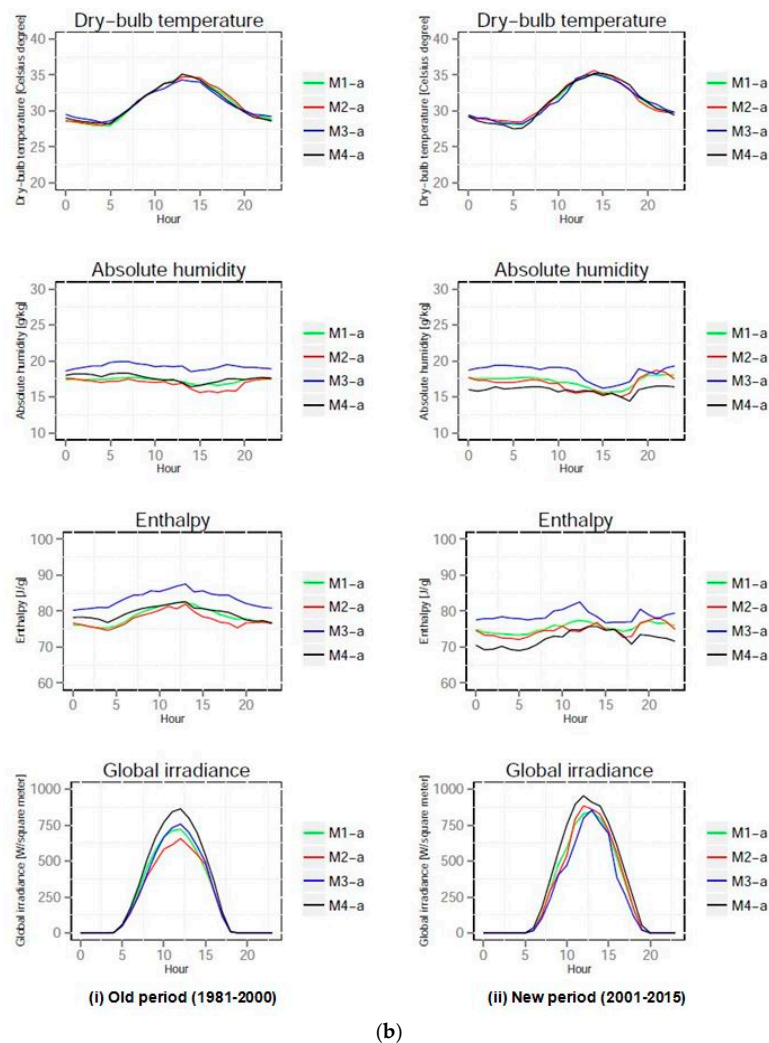 Dry-bulb temperature
Dry-bulb temperature
Dry-bulb temperature [Celsius degree]
40
35
30
25
20
0 5 10 15 20
Hour
M1-a
M2-a
M3-a
M4-a
Dry-bulb temperature [Celsius degree]
40
35
30
25
20
0 5 10 15 20
Hour
M1-a
M2-a
M3-a
M4-a
Absolute humidity
Absolute humidity
Absolute humidity [g/kg]
30
25
20
15
10
0 5 10 15 20
Hour
M1-a
M2-a
M3-a
M4-a
Absolute humidity [g/kg]
30
25
20
15
10
0 5 10 15 20
Hour
M1-a
M2-a
M3-a
M4-a
Enthalpy
Enthalpy
Enthalpy [J/g]
100
90
80
70
60
0 5 10 15 20
Hour
M1-a
M2-a
M3-a
M4-a
Enthalpy [J/g]
100
90
80
70
60
0 5 10 15 20
Hour
M1-a
M2-a
M3-a
M4-a
Global irradiance
Global irradiance
Global irradiance [W/square meter]
1000
750
500
250
0
0 5 10 15 20
Hour
M1-a
M2-a
M3-a
M4-a
Global irradiance [W/square meter]
1000
750
500
250
0
0 5 10 15 20
Hour
M1-a
M2-a
M3-a
M4-a
(i) Old period (1981-2000)
(ii) New period (2001-2015)
(b)